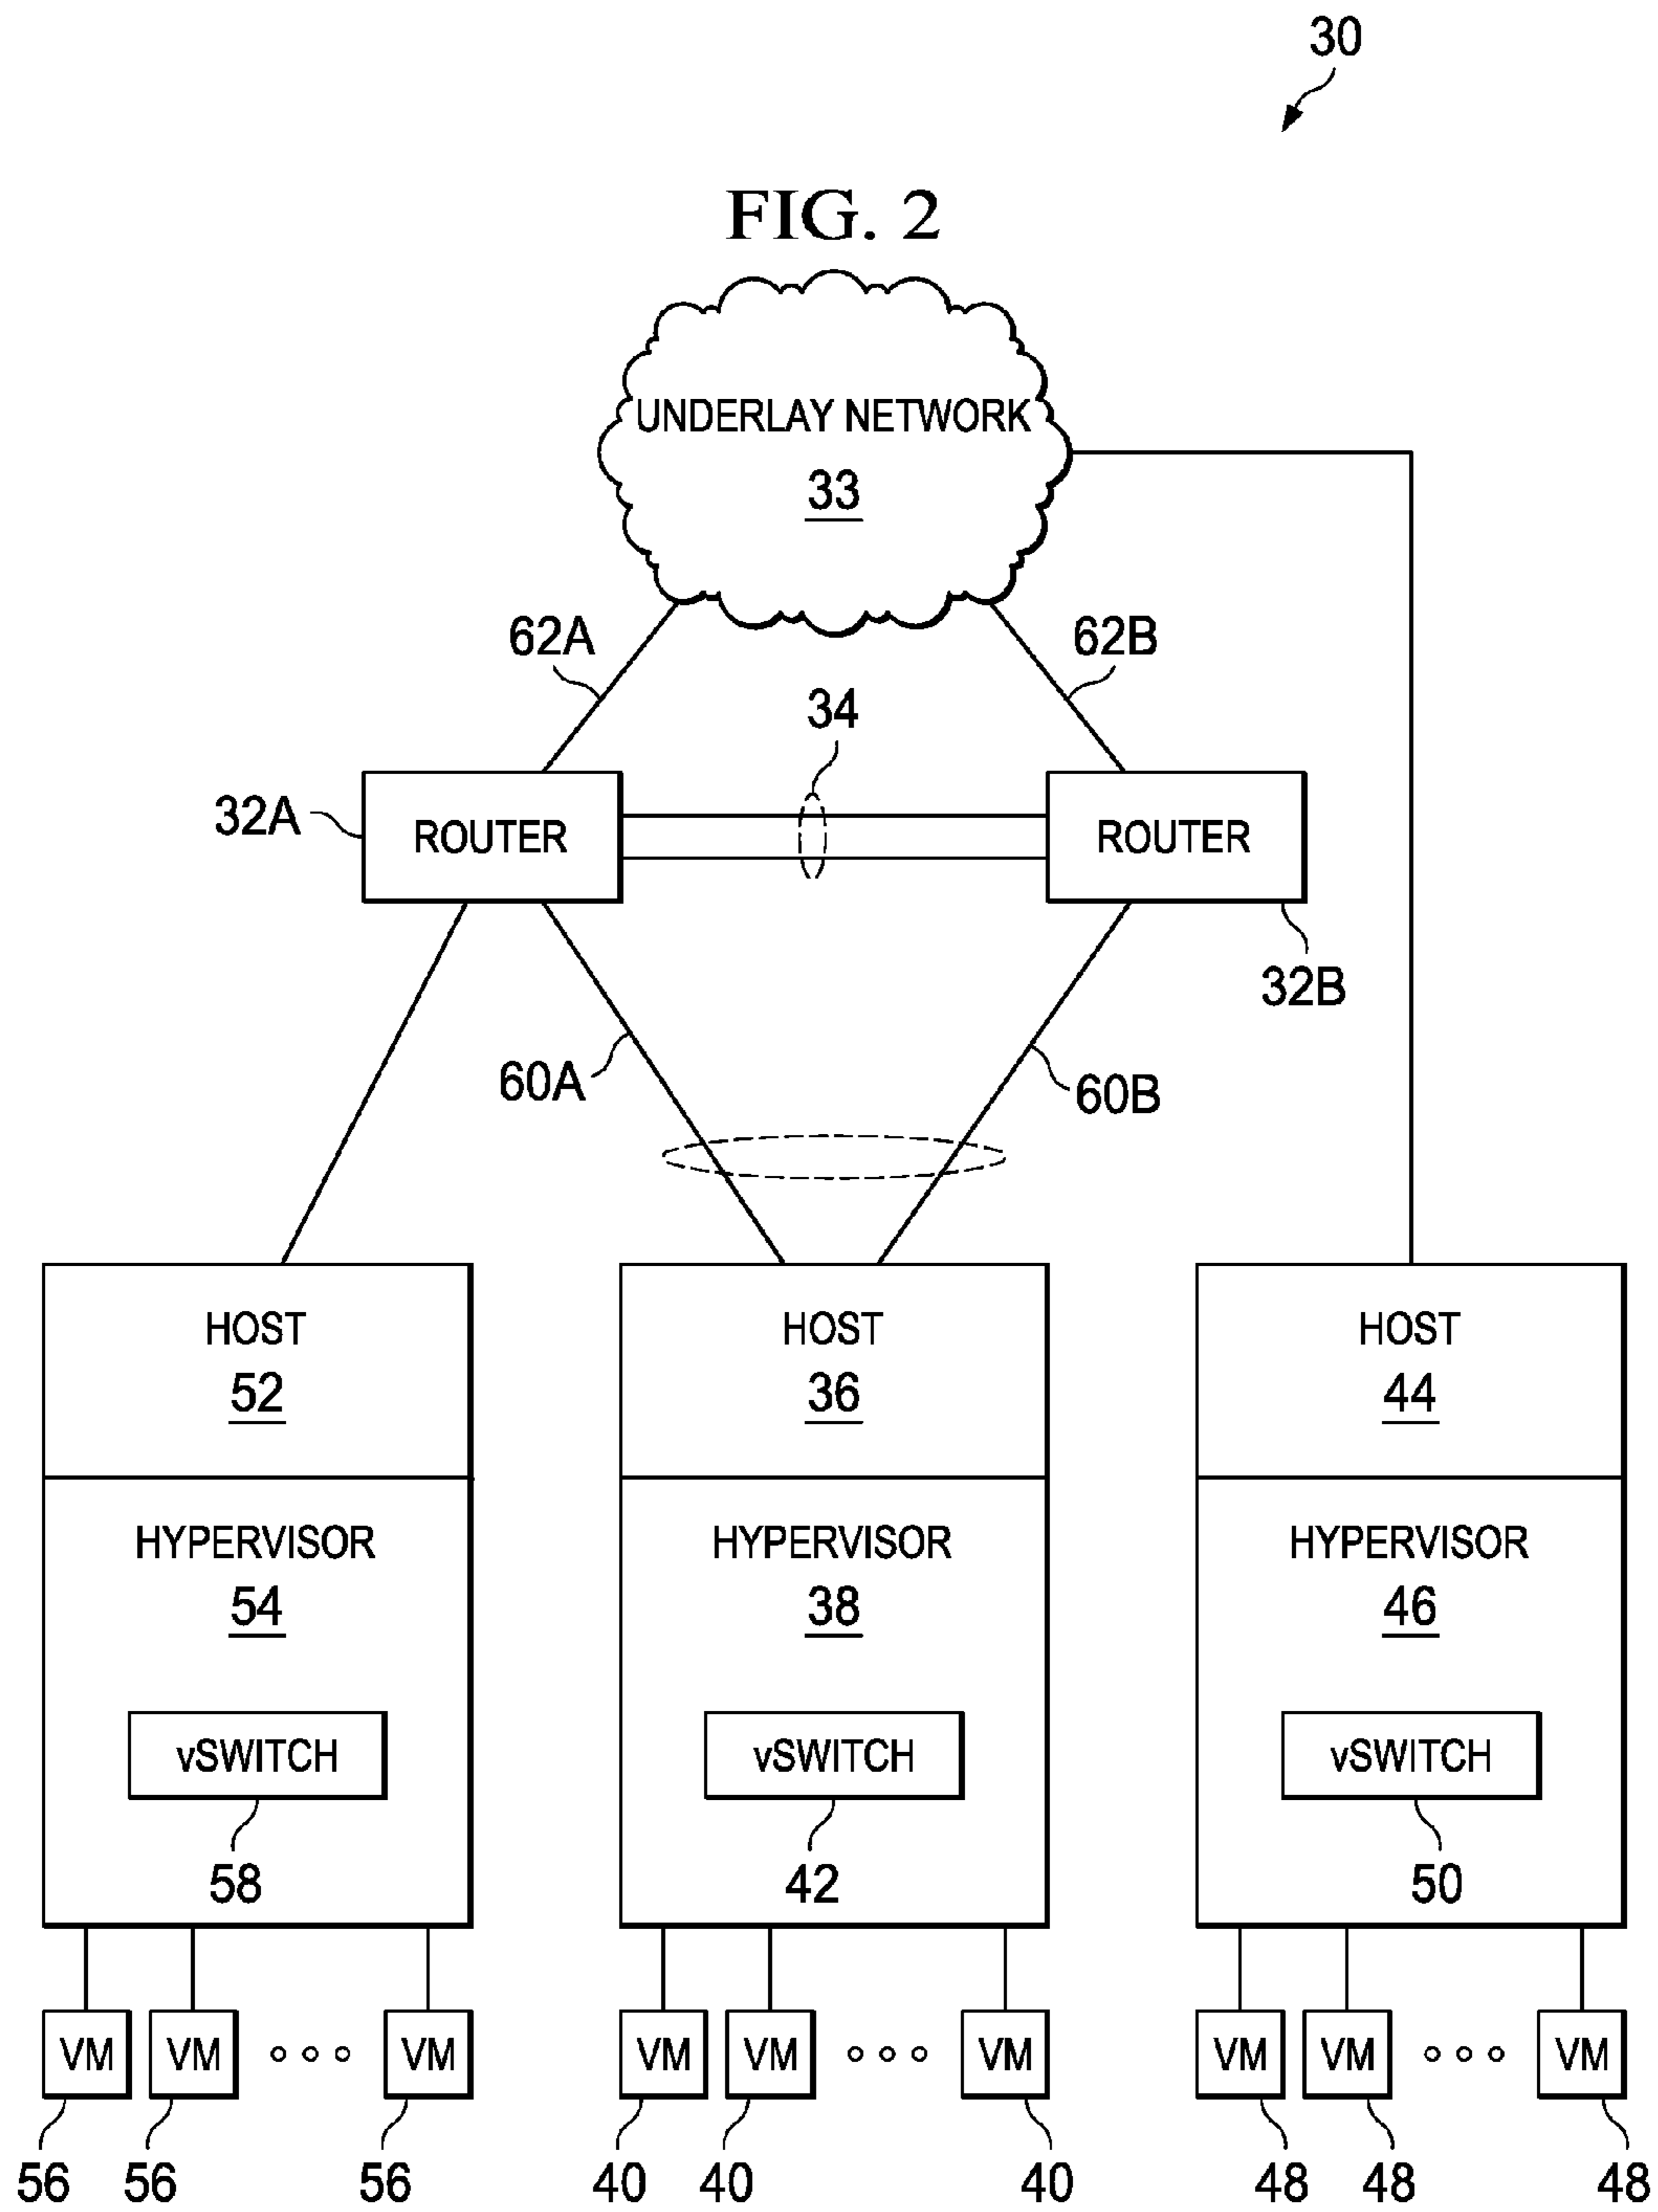 30
FIG. 2
UNDERLAY NETWORK
33
62A
62B
34
32A
ROUTER
ROUTER
32B
60A
60B
HOST
52
HOST
36
HOST
44
HYPERVISOR
54
HYPERVISOR
38
HYPERVISOR
46
vSWITCH
vSWITCH
vSWITCH
58
42
50
VM
VM
VM
VM
VM
VM
VM
VM
VM
56
56
56
40
40
40
48
48
48